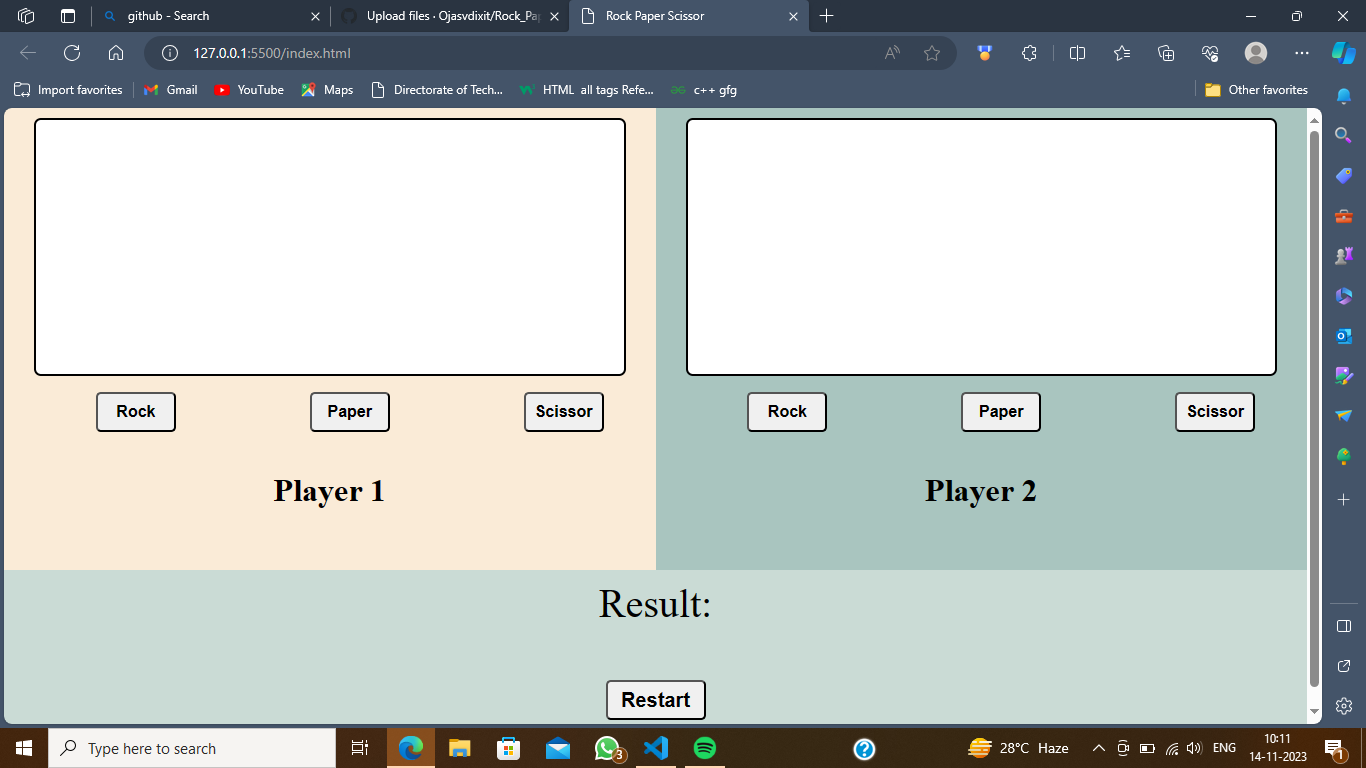 github - Search
Upload files · Ojasvdixit/Rock_Pa
Rock Paper Scissor
127.0.0.1:5500/index.html
Import favorites
Gmail
YouTube
Maps
Directorate of Tech...
HTML all tags Refe...
c++ gfg
Other favorites
Rock
Paper
Scissor
Rock
Paper
Scissor
Player 1
Player 2
Result:
Restart
Type here to search
3
28°C Haze
ENG
10:11
14-11-2023
1